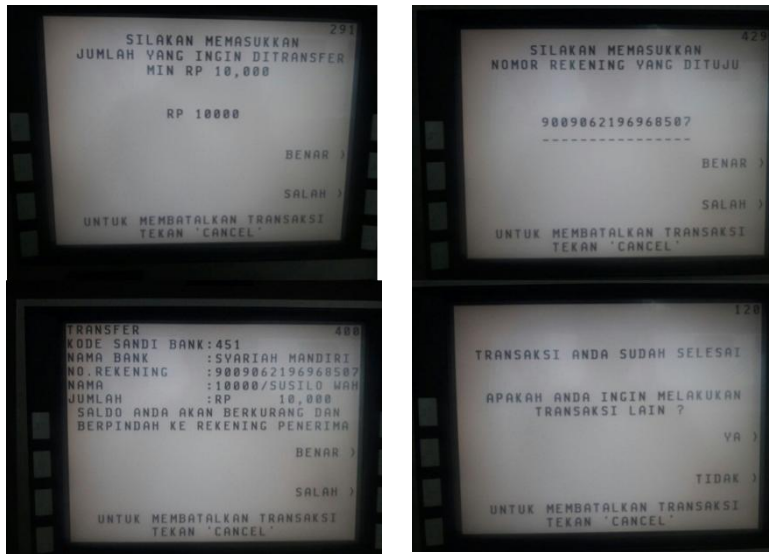 291
SILAKAN MEMASUKKAN
JUMLAH YANG INGIN DITRANSFER
MIN RP 10,000
RP 10000
BENAR )
SALAH )
UNTUK MEMBATALKAN TRANSAKSI
TEKAN 'CANCEL'
429
SILAKAN MEMASUKKAN
NOMOR REKENING YANG DITUJU
9009062196968507
----------------
BENAR )
SALAH )
UNTUK MEMBATALKAN TRANSAKSI
TEKAN 'CANCEL'
TRANSFER 400
KODE SANDI BANK:451
NAMA BANK :SYARIAH MANDIRI
NO.REKENING :9009062196968507
NAMA :10000/SUSILO WAH
JUMLAH :RP 10,000
SALDO ANDA AKAN BERKURANG DAN
BERPINDAH KE REKENING PENERIMA
BENAR )
SALAH )
UNTUK MEMBATALKAN TRANSAKSI
TEKAN 'CANCEL'
120
TRANSAKSI ANDA SUDAH SELESAI
APAKAH ANDA INGIN MELAKUKAN
TRANSAKSI LAIN ?
YA )
TIDAK )
UNTUK MEMBATALKAN TRANSAKSI
TEKAN 'CANCEL'